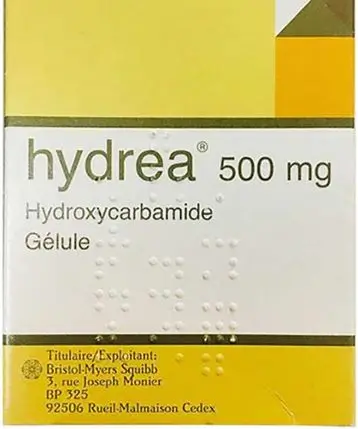 hydrea® 500 mg
Hydroxycarbamide
Gélule
Titulaire/Exploitant:
Bristol-Myers Squibb
3, rue Joseph Monier
BP 325
92506 Rueil-Malmaison Cedex